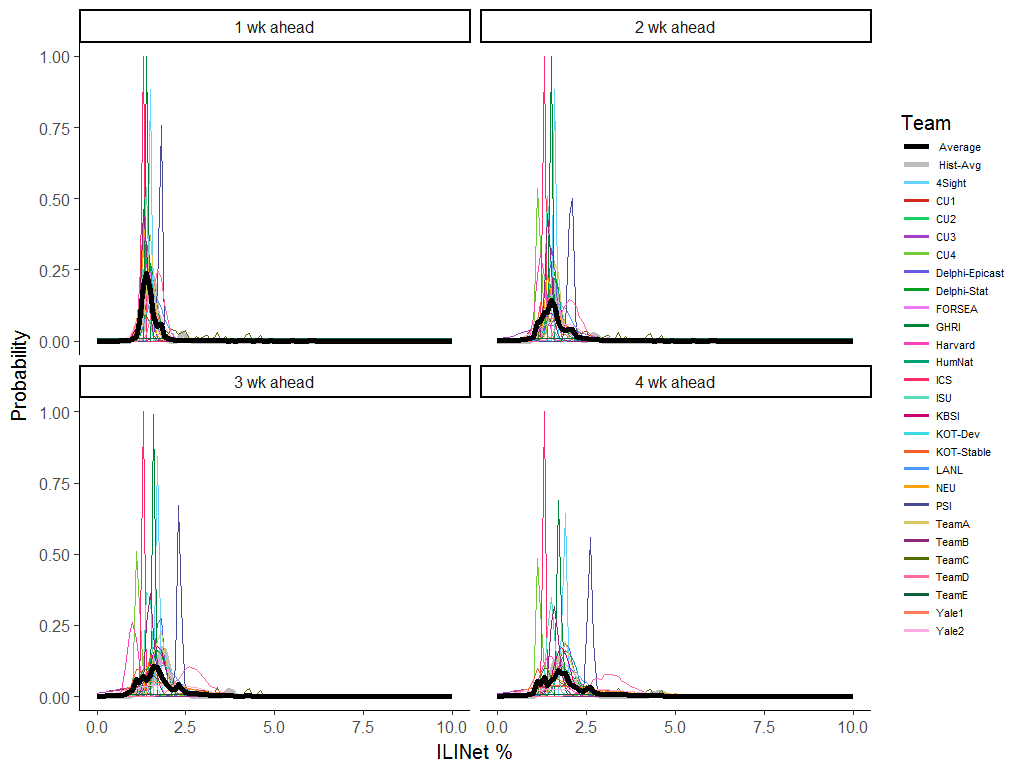 1 wk ahead
2 wk ahead
1.00
0.75
0.50
0.25
0.00
3 wk ahead
4 wk ahead
1.00
0.75
0.50
0.25
0.00
0.0
2.5
5.0
7.5
10.0
0.0
2.5
5.0
7.5
10.0
Probability
ILINet %
Team
Average
Hist-Avg
4Sight
CU1
CU2
CU3
CU4
Delphi-Epicast
Delphi-Stat
FORSEA
GHRI
Harvard
HumNat
ICS
ISU
KBSI
KOT-Dev
KOT-Stable
LANL
NEU
PSI
TeamA
TeamB
TeamC
TeamD
TeamE
Yale1
Yale2